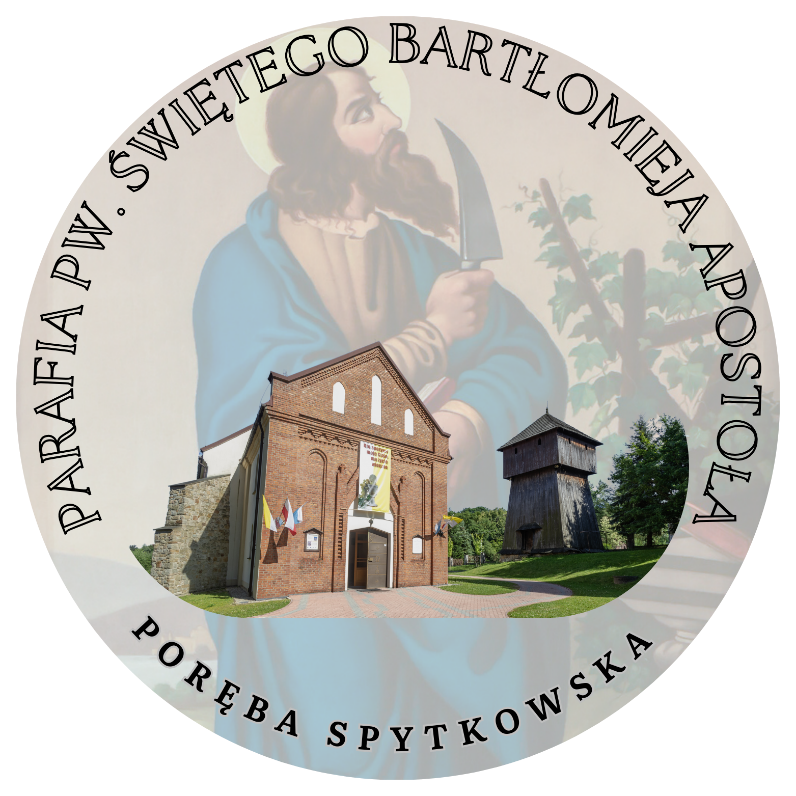 PARAFIA PW. ŚWIĘTEGO BARTŁOMIEJA APOSTOŁA
PORĘBA SPYTKOWSKA